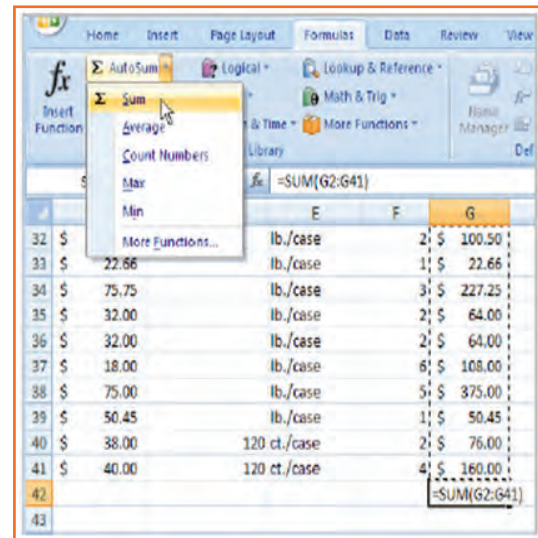 Home Insert Page Layout Formulas Data Review View
fx Σ AutoSum Logical Lookup & Reference
Insert Function Σ Sum Math & Trig Name Manager
Average & Time More Functions
Count Numbers Library Def
Max fx =SUM(G2:G41)
Min E F G
32 $ More Functions... lb./case 2 $ 100.50
33 $ 22.66 lb./case 1 $ 22.66
34 $ 75.75 lb./case 3 $ 227.25
35 $ 32.00 lb./case 2 $ 64.00
36 $ 32.00 lb./case 2 $ 64.00
37 $ 18.00 lb./case 6 $ 108.00
38 $ 75.00 lb./case 5 $ 375.00
39 $ 50.45 lb./case 1 $ 50.45
40 $ 38.00 120 ct./case 2 $ 76.00
41 $ 40.00 120 ct./case 4 $ 160.00
42 =SUM(G2:G41)
43